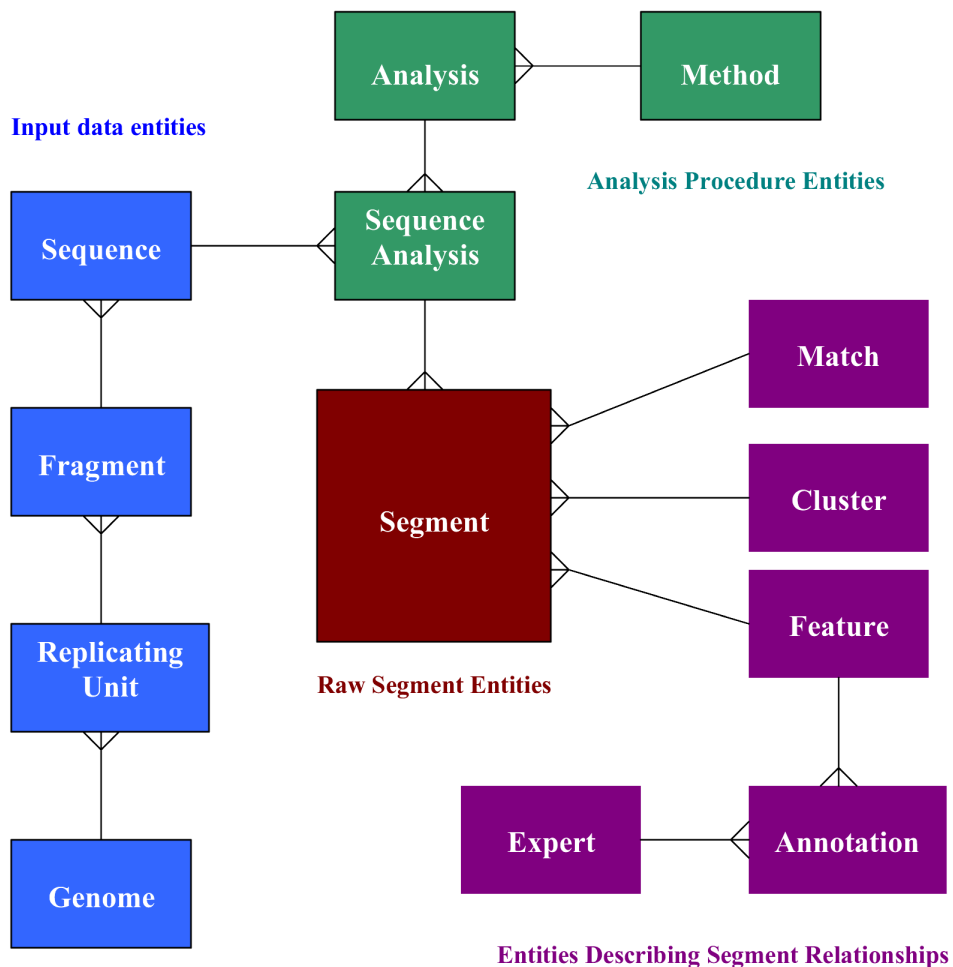 Analysis
Method
Input data entities
Analysis Procedure Entities
Sequence
Sequence
Analysis
Match
Fragment
Cluster
Segment
Feature
Replicating
Unit
Raw Segment Entities
Expert
Annotation
Genome
Entities Describing Segment Relationships